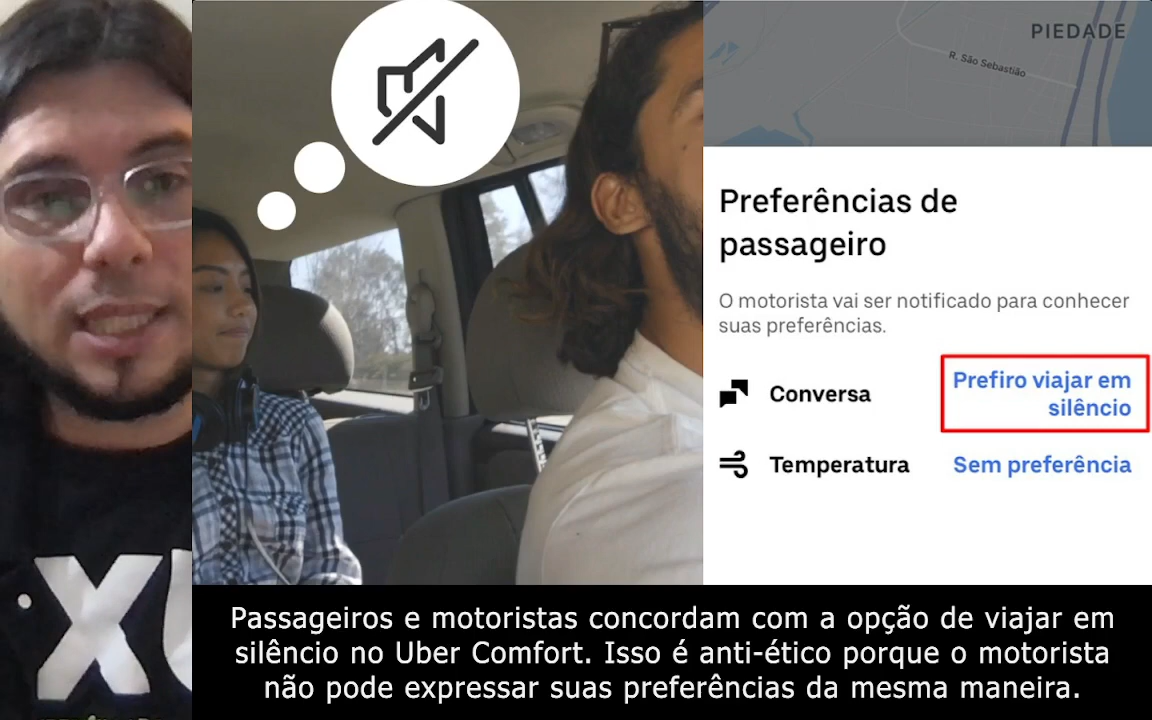 PIEDADE
R. São Sebastião
Preferências de
passageiro
O motorista vai ser notificado para conhecer
suas preferências.
Conversa
Prefiro viajar em
silêncio
Temperatura
Sem preferência
Passageiros e motoristas concordam com a opção de viajar em
silêncio no Uber Comfort. Isso é anti-ético porque o motorista
não pode expressar suas preferências da mesma maneira.